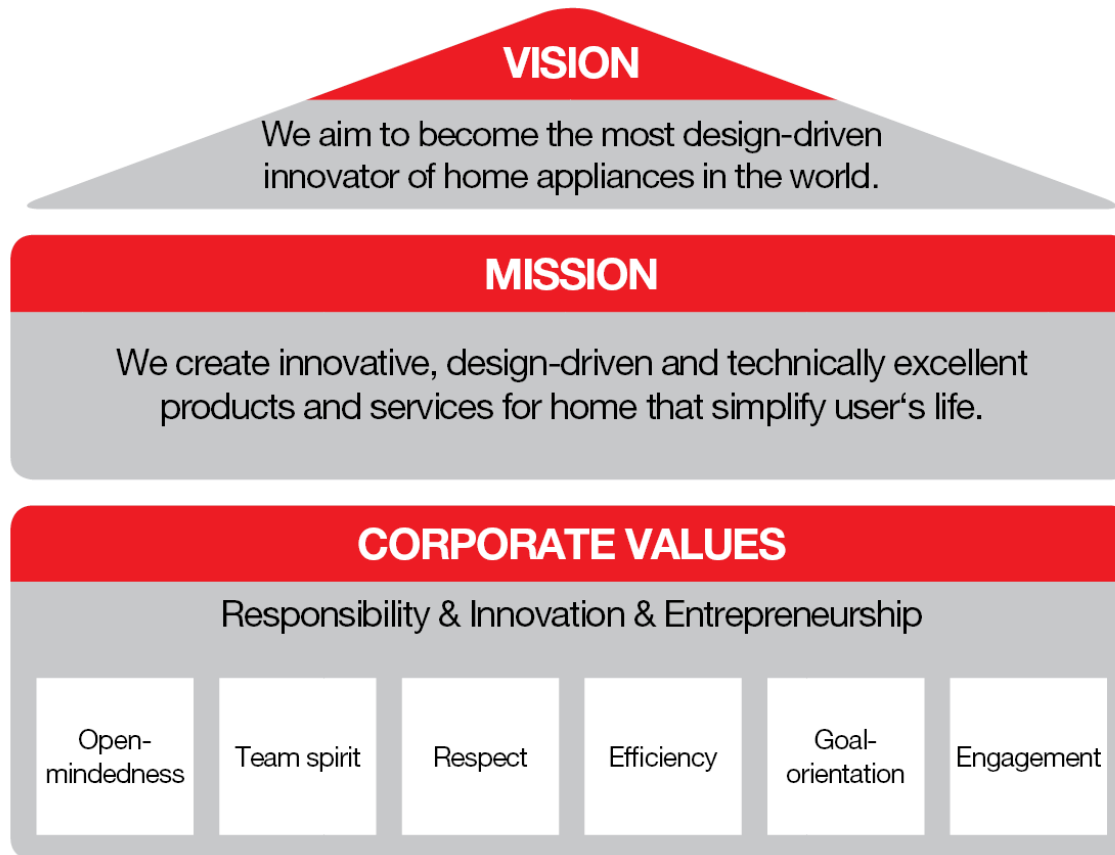 VISION
We aim to become the most design-driven
innovator of home appliances in the world.
MISSION
We create innovative, design-driven and technically excellent
products and services for home that simplify user‘s life.
CORPORATE VALUES
Responsibility & Innovation & Entrepreneurship
Open-
mindedness
Team spirit
Respect
Efficiency
Goal-
orientation
Engagement